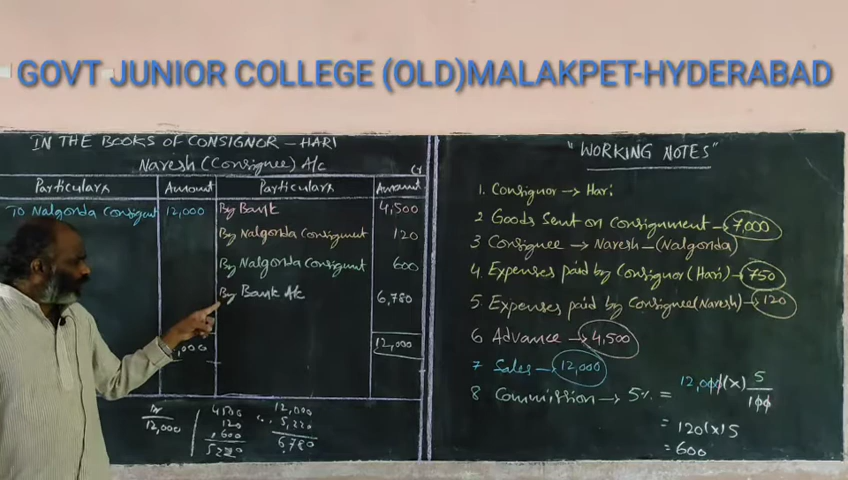 GOVT JUNIOR COLLEGE (OLD)MALAKPET-HYDERABAD
IN THE BOOKS OF CONSIGNOR - HARI
Naresh (Consignee) A/c
Cr
Particulars Amount Particulars Amount
To Nalgonda Consignment 12,000 By Bank 4,500
By Nalgonda Consignment 120
By Nalgonda Consignment 600
By Bank A/c 6,780
,000 12,000
12,000
4500
120
600
5220
12,000
5,220
6,780
"WORKING NOTES"
1. Consignor → Hari
2 Goods Sent on Consignment → 7,000
3 Consignee → Naresh - (Nalgonda)
4. Expenses paid by Consignor (Hari) → 750
5. Expenses paid by Consignee (Naresh) → 120
6 Advance → 4,500
7 Sales → 12,000
8 Commission → 5% = 12,000 (x) 5/100
= 120 (x) 5
= 600